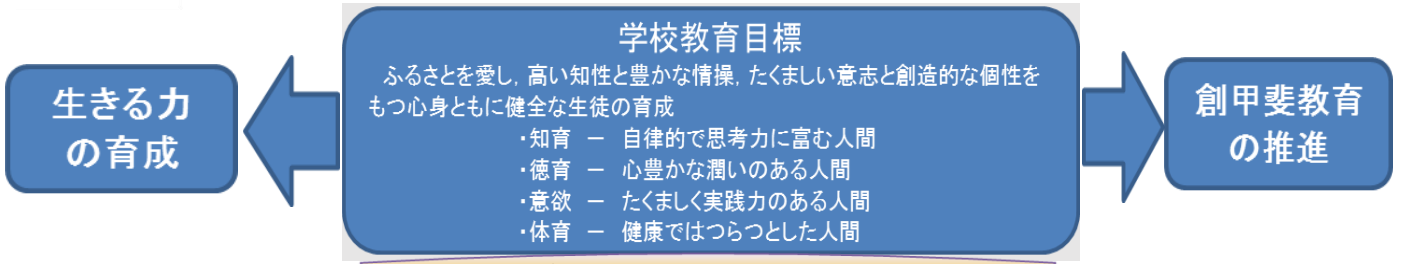 生きる力
の育成
学校教育目標
ふるさとを愛し，高い知性と豊かな情操，たくましい意志と創造的な個性を
もつ心身ともに健全な生徒の育成
・知育 － 自律的で思考力に富む人間
・徳育 － 心豊かな潤いのある人間
・意欲 － たくましく実践力のある人間
・体育 － 健康ではつらつとした人間
創甲斐教育
の推進